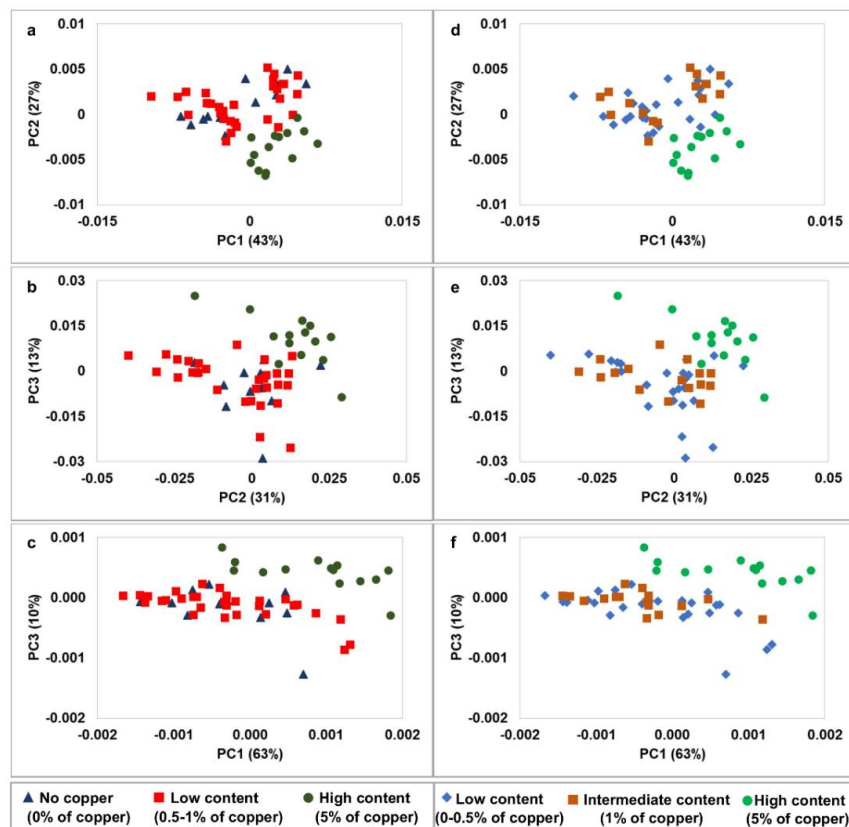 a
0.01
0.005
0
-0.005
-0.01
PC2 (27%)
-0.015 0 0.015
PC1 (43%)
d
0.01
0.005
0
-0.005
-0.01
PC2 (27%)
-0.015 0 0.015
PC1 (43%)
b
0.03
0.015
0
-0.015
-0.03
PC3 (13%)
-0.05 -0.025 0 0.025 0.05
PC2 (31%)
e
0.03
0.015
0
-0.015
-0.03
PC3 (13%)
-0.05 -0.025 0 0.025 0.05
PC2 (31%)
c
0.001
0.000
-0.001
-0.002
PC3 (10%)
-0.002 -0.001 0.000 0.001 0.002
PC1 (63%)
f
0.001
0.000
-0.001
-0.002
PC3 (10%)
-0.002 -0.001 0.000 0.001 0.002
PC1 (63%)
No copper
(0% of copper)
Low content
(0.5-1% of copper)
High content
(5% of copper)
Low content
(0-0.5% of copper)
Intermediate content
(1% of copper)
High content
(5% of copper)